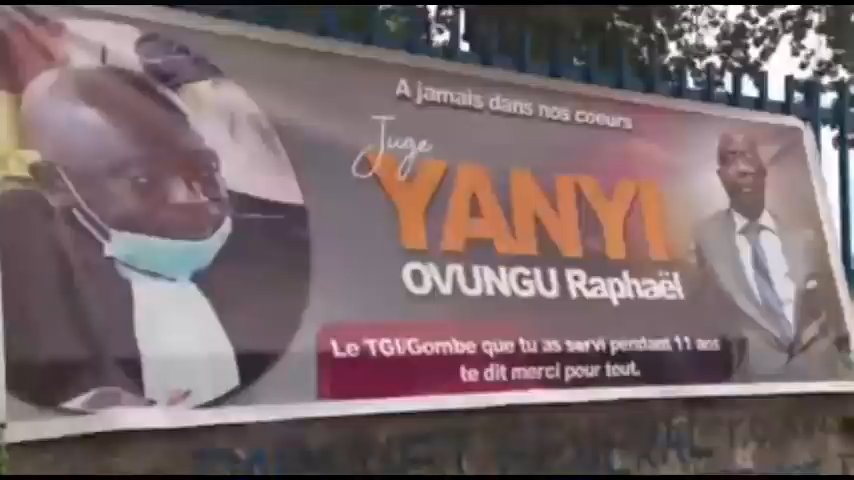 A jamais dans nos coeurs
Juge
YANYI
OVUNGU Raphaël
Le TGI/Gombe que tu as servi pendant 11 ans
te dit merci pour tout.